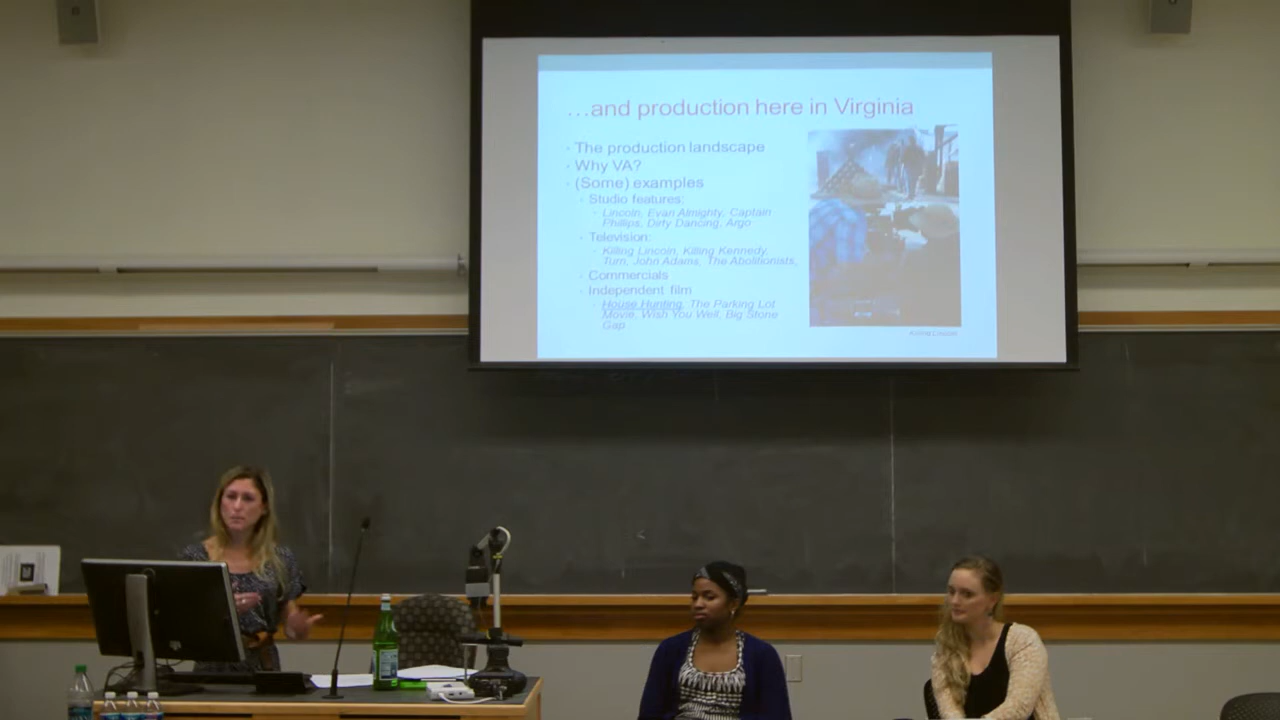 ...and production here in Virginia
The production landscape
Why VA?
(Some) examples
Studio features:
Lincoln, Evan Almighty, Captain
Phillips, Dirty Dancing, Argo
Television:
Killing Lincoln, Killing Kennedy,
Turn, John Adams, The Abolitionists,
Commercials
Independent film
House Hunting, The Parking Lot
Movie, Wish You Well, Big Stone
Gap
Killing Lincoln